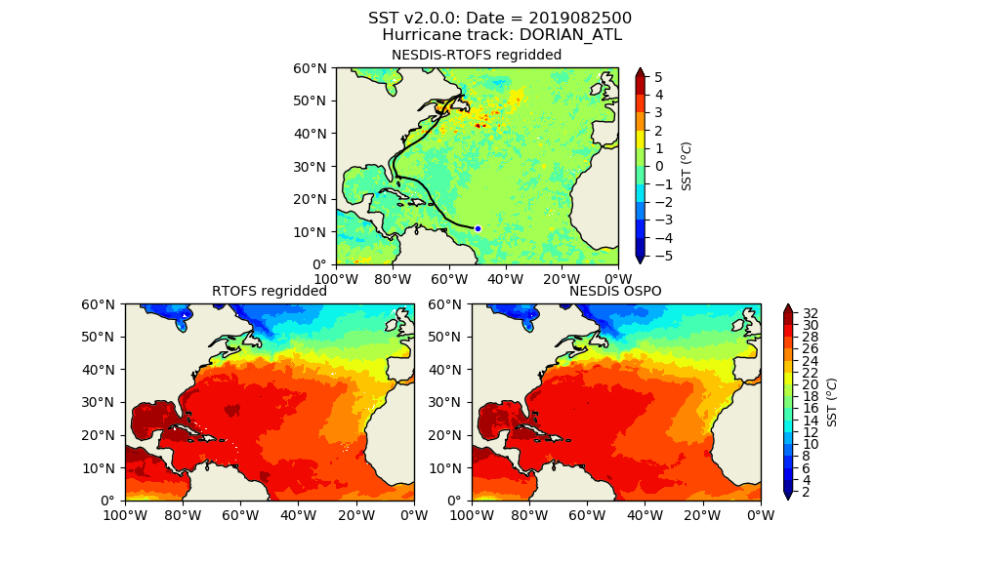 SST v2.0.0: Date = 2019082500
Hurricane track: DORIAN_ATL
NESDIS-RTOFS regridded
60°N
50°N
40°N
30°N
20°N
10°N
0°
100°W 80°W 60°W 40°W 20°W 0°W
5
4
3
2
1
0
−1
−2
−3
−4
−5
SST (°C)
RTOFS regridded
60°N
50°N
40°N
30°N
20°N
10°N
0°
100°W 80°W 60°W 40°W 20°W 0°W
NESDIS OSPO
60°N
50°N
40°N
30°N
20°N
10°N
0°
100°W 80°W 60°W 40°W 20°W 0°W
32
30
28
26
24
22
20
18
16
14
12
10
8
6
4
2
SST (°C)